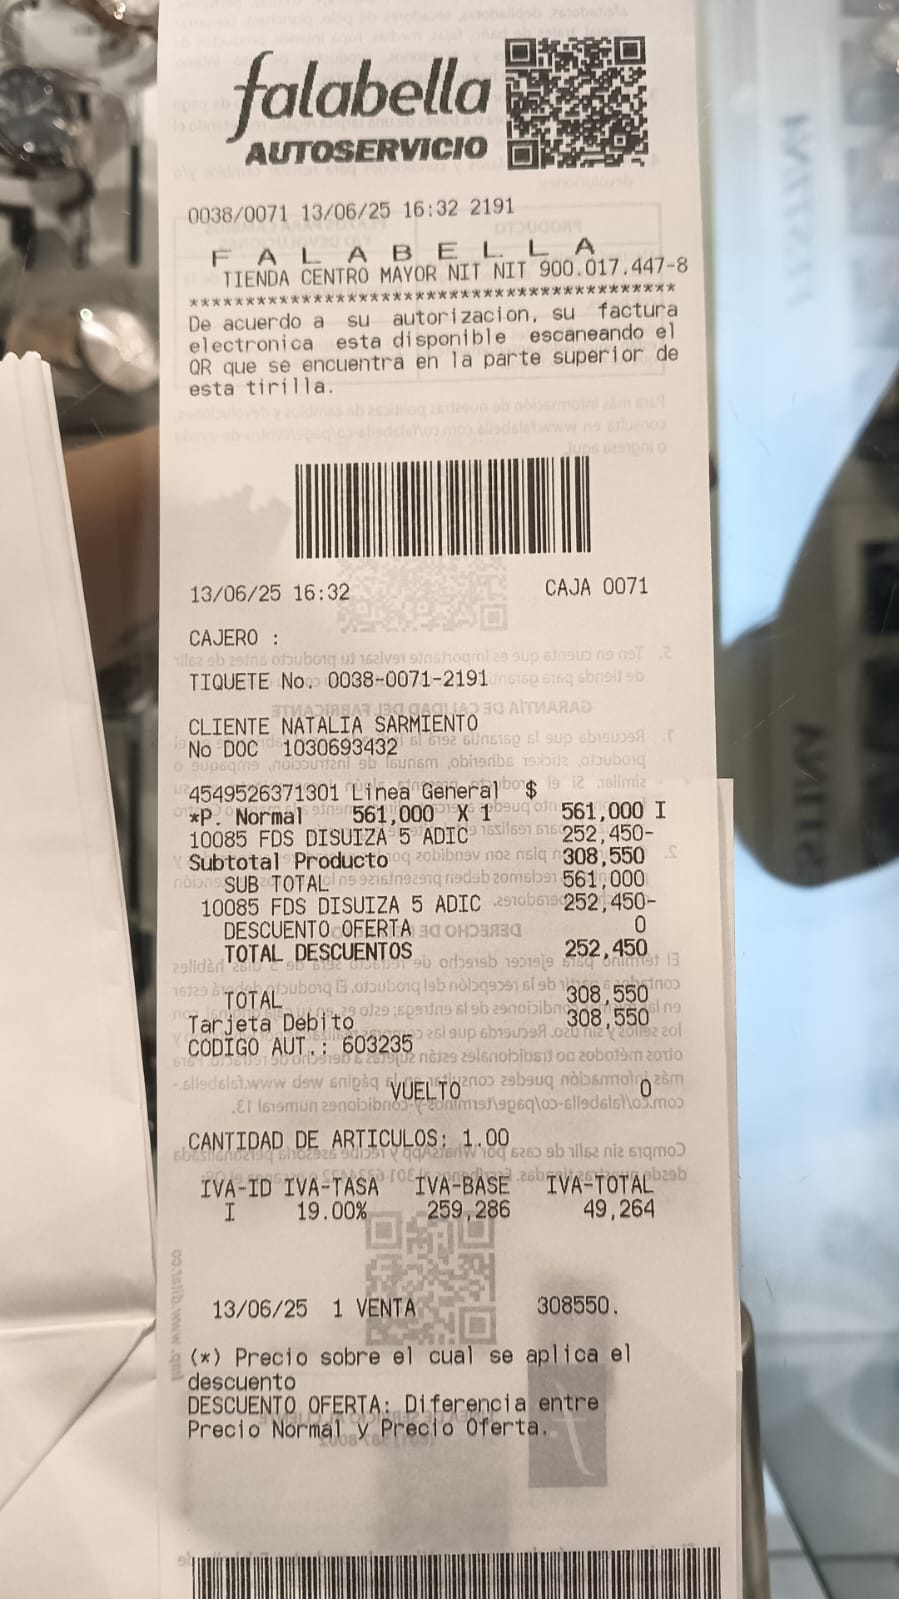 falabella
AUTOSERVICIO
0038/0071 13/06/25 16:32 2191
F A L A B E L L A
TIENDA CENTRO MAYOR NIT NIT 900.017.447-8
*******************************************
De acuerdo a su autorizacion, su factura
electronica esta disponible escaneando el
QR que se encuentra en la parte superior de
esta tirilla.
13/06/25 16:32 CAJA 0071
CAJERO :
TIQUETE No. 0038-0071-2191
CLIENTE NATALIA SARMIENTO
No DOC 1030693432
4549526371301 Linea General $
*P. Normal 561,000 X 1 561,000 I
10085 FDS DISUIZA 5 ADIC 252,450-
Subtotal Producto 308,550
SUB TOTAL 561,000
10085 FDS DISUIZA 5 ADIC 252,450-
DESCUENTO OFERTA 0
TOTAL DESCUENTOS 252,450
TOTAL 308,550
Tarjeta Debito 308,550
CODIGO AUT.: 603235
VUELTO 0
CANTIDAD DE ARTICULOS: 1.00
IVA-ID IVA-TASA IVA-BASE IVA-TOTAL
I 19.00% 259,286 49,264
13/06/25 1 VENTA 308550.
(*) Precio sobre el cual se aplica el
descuento
DESCUENTO OFERTA: Diferencia entre
Precio Normal y Precio Oferta.